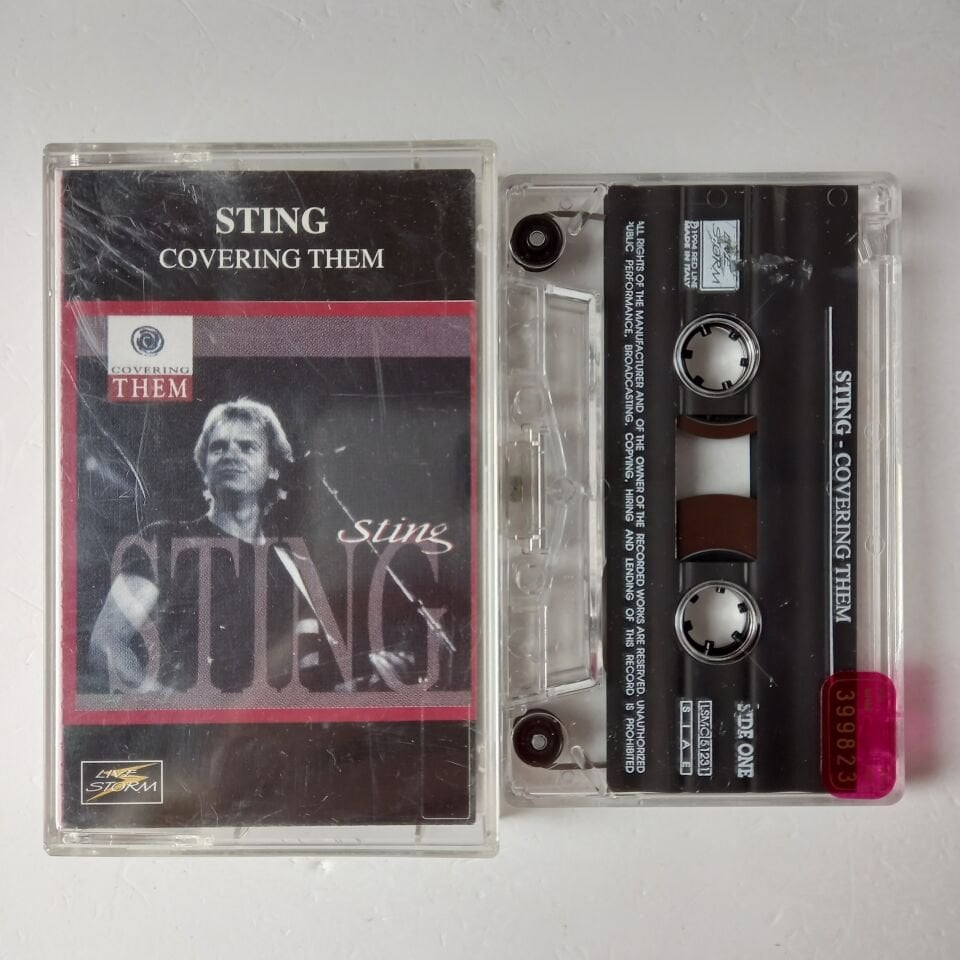 STING
COVERING THEM
COVERING
THEM
Sting
STING
LIVE
STORM
LIVE
STORM
℗1994 RED LINE
MADE IN ITALY
ALL RIGHTS OF THE MANUFACTURER AND OF THE OWNER OF THE RECORDED WORKS ARE RESERVED. UNAUTHORIZED
PUBLIC PERFORMANCE, BROADCASTING, COPYING, HIRING AND LENDING OF THIS RECORD IS PROHIBITED
STING - COVERING THEM
SIDE ONE
LSMC 51231
S I A E
399823